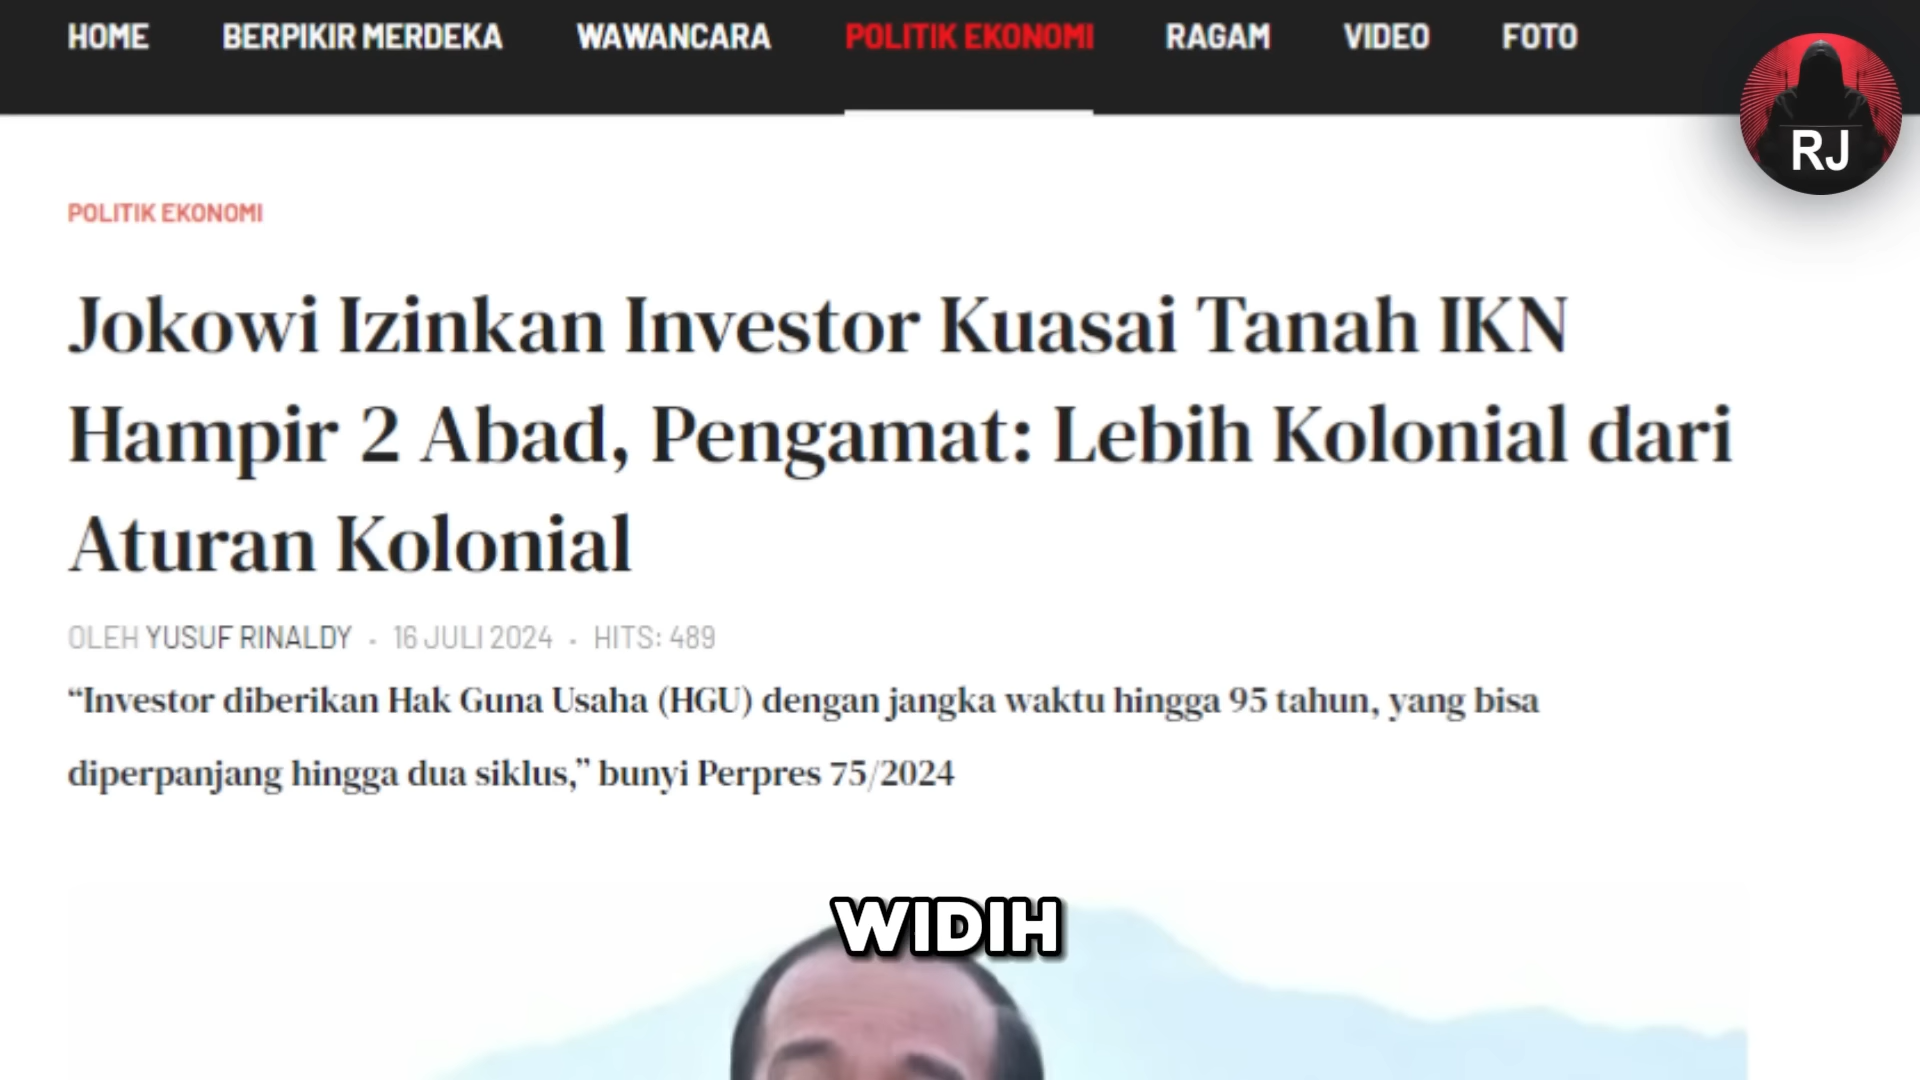 HOME BERPIKIR MERDEKA WAWANCARA POLITIK EKONOMI RAGAM VIDEO FOTO
RJ
POLITIK EKONOMI
Jokowi Izinkan Investor Kuasai Tanah IKN
Hampir 2 Abad, Pengamat: Lebih Kolonial dari
Aturan Kolonial
OLEH YUSUF RINALDY • 16 JULI 2024 • HITS: 489
“Investor diberikan Hak Guna Usaha (HGU) dengan jangka waktu hingga 95 tahun, yang bisa
diperpanjang hingga dua siklus,” bunyi Perpres 75/2024
WIDIH